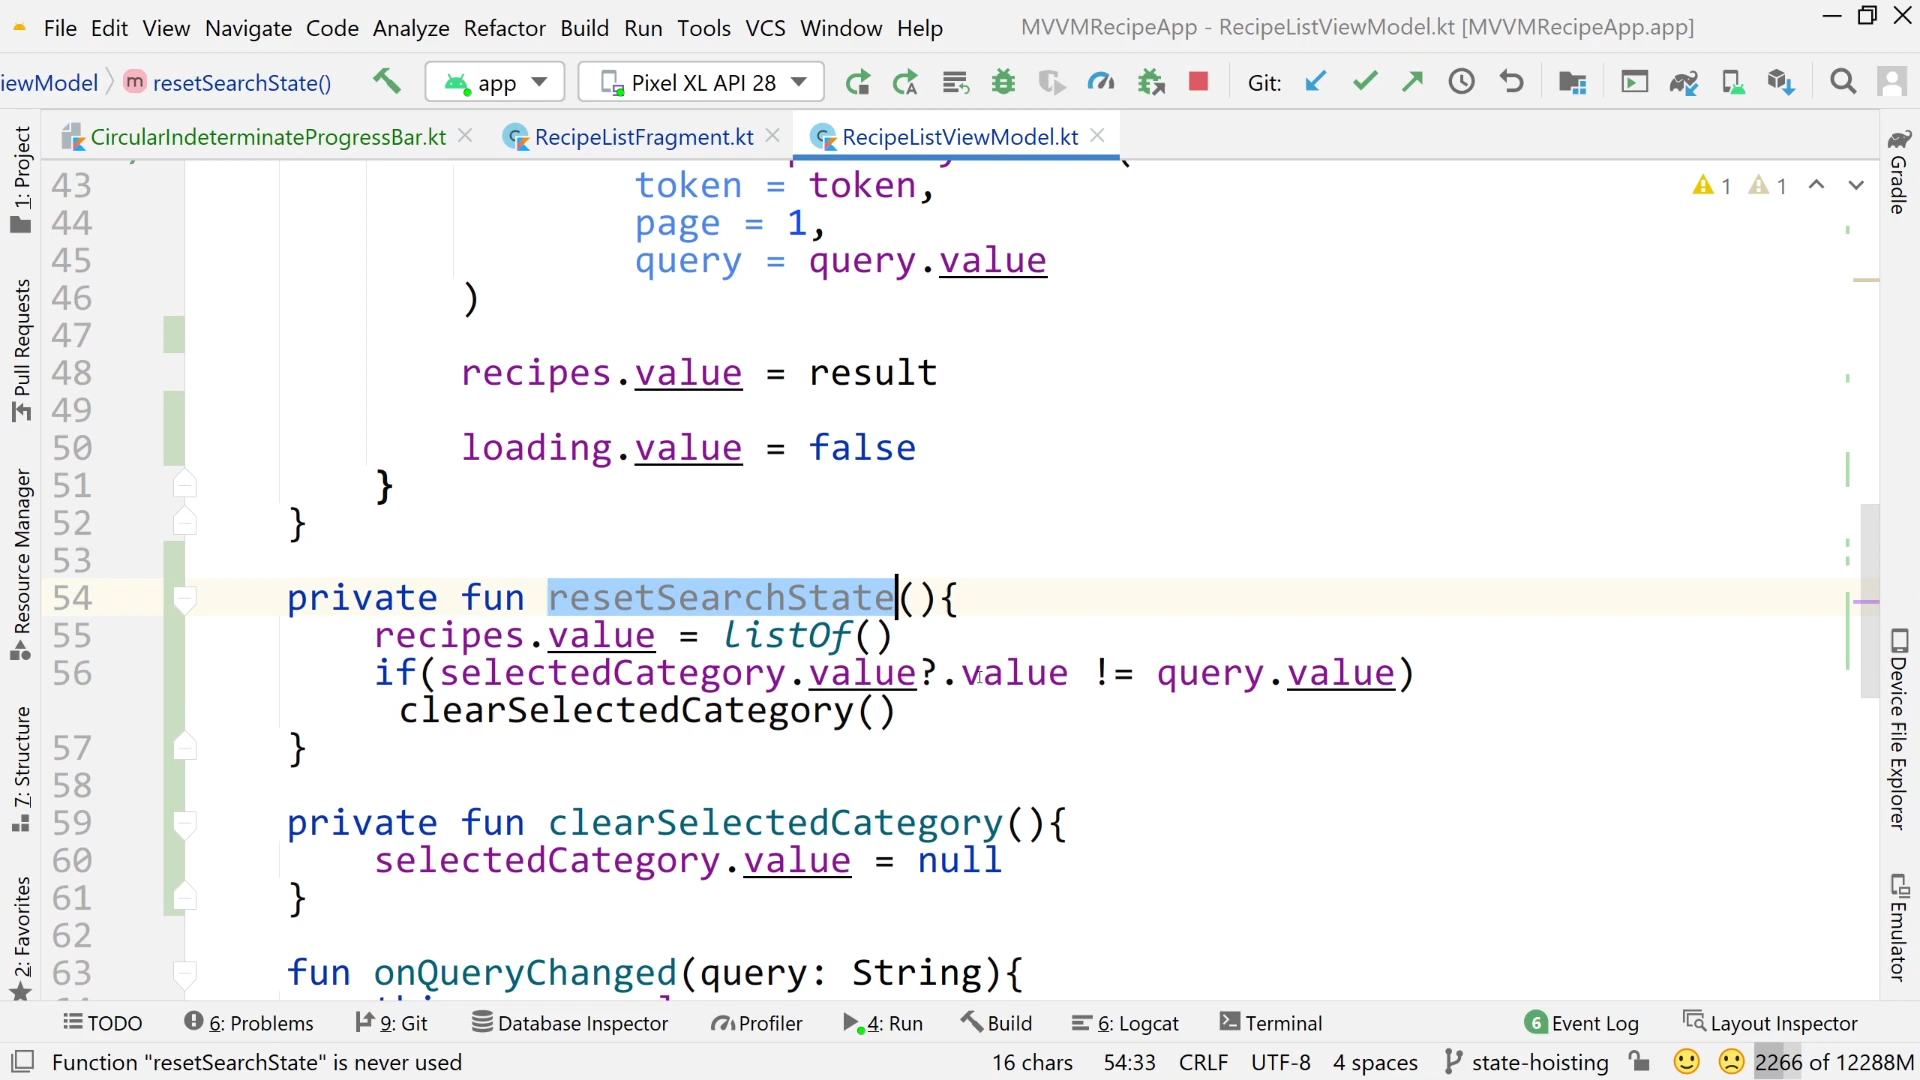 File Edit View Navigate Code Analyze Refactor Build Run Tools VCS Window Help MVVMRecipeApp - RecipeListViewModel.kt [MVVMRecipeApp.app]
iewModel m resetSearchState() app Pixel XL API 28 Git:
CircularIndeterminateProgressBar.kt RecipeListFragment.kt RecipeListViewModel.kt
1: Project
Pull Requests
Resource Manager
7: Structure
2: Favorites
43 token = token,
44 page = 1,
45 query = query.value
46 )
47
48 recipes.value = result
49
50 loading.value = false
51 }
52 }
53
54 private fun resetSearchState(){
55 recipes.value = listOf()
56 if(selectedCategory.value?.value != query.value)
clearSelectedCategory()
57 }
58
59 private fun clearSelectedCategory(){
60 selectedCategory.value = null
61 }
62
63 fun onQueryChanged(query: String){
1 1
Gradle
Device File Explorer
Emulator
TODO 6: Problems 9: Git Database Inspector Profiler 4: Run Build 6: Logcat Terminal 6 Event Log Layout Inspector
Function "resetSearchState" is never used 16 chars 54:33 CRLF UTF-8 4 spaces state-hoisting 2266 of 12288M